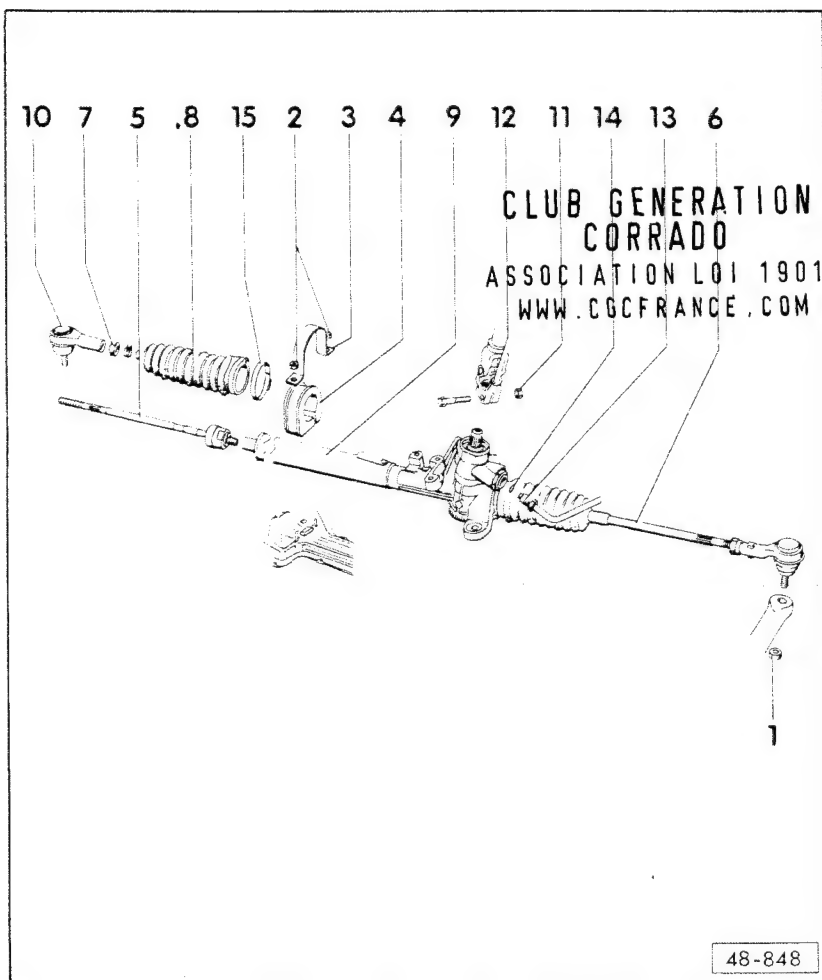 10 7 5 .8 15 2 3 4 9 12 11 14 13 6
CLUB GENERATION
CORRADO
ASSOCIATION LOI 1901
WWW.CGCFRANCE.COM
1
48-848